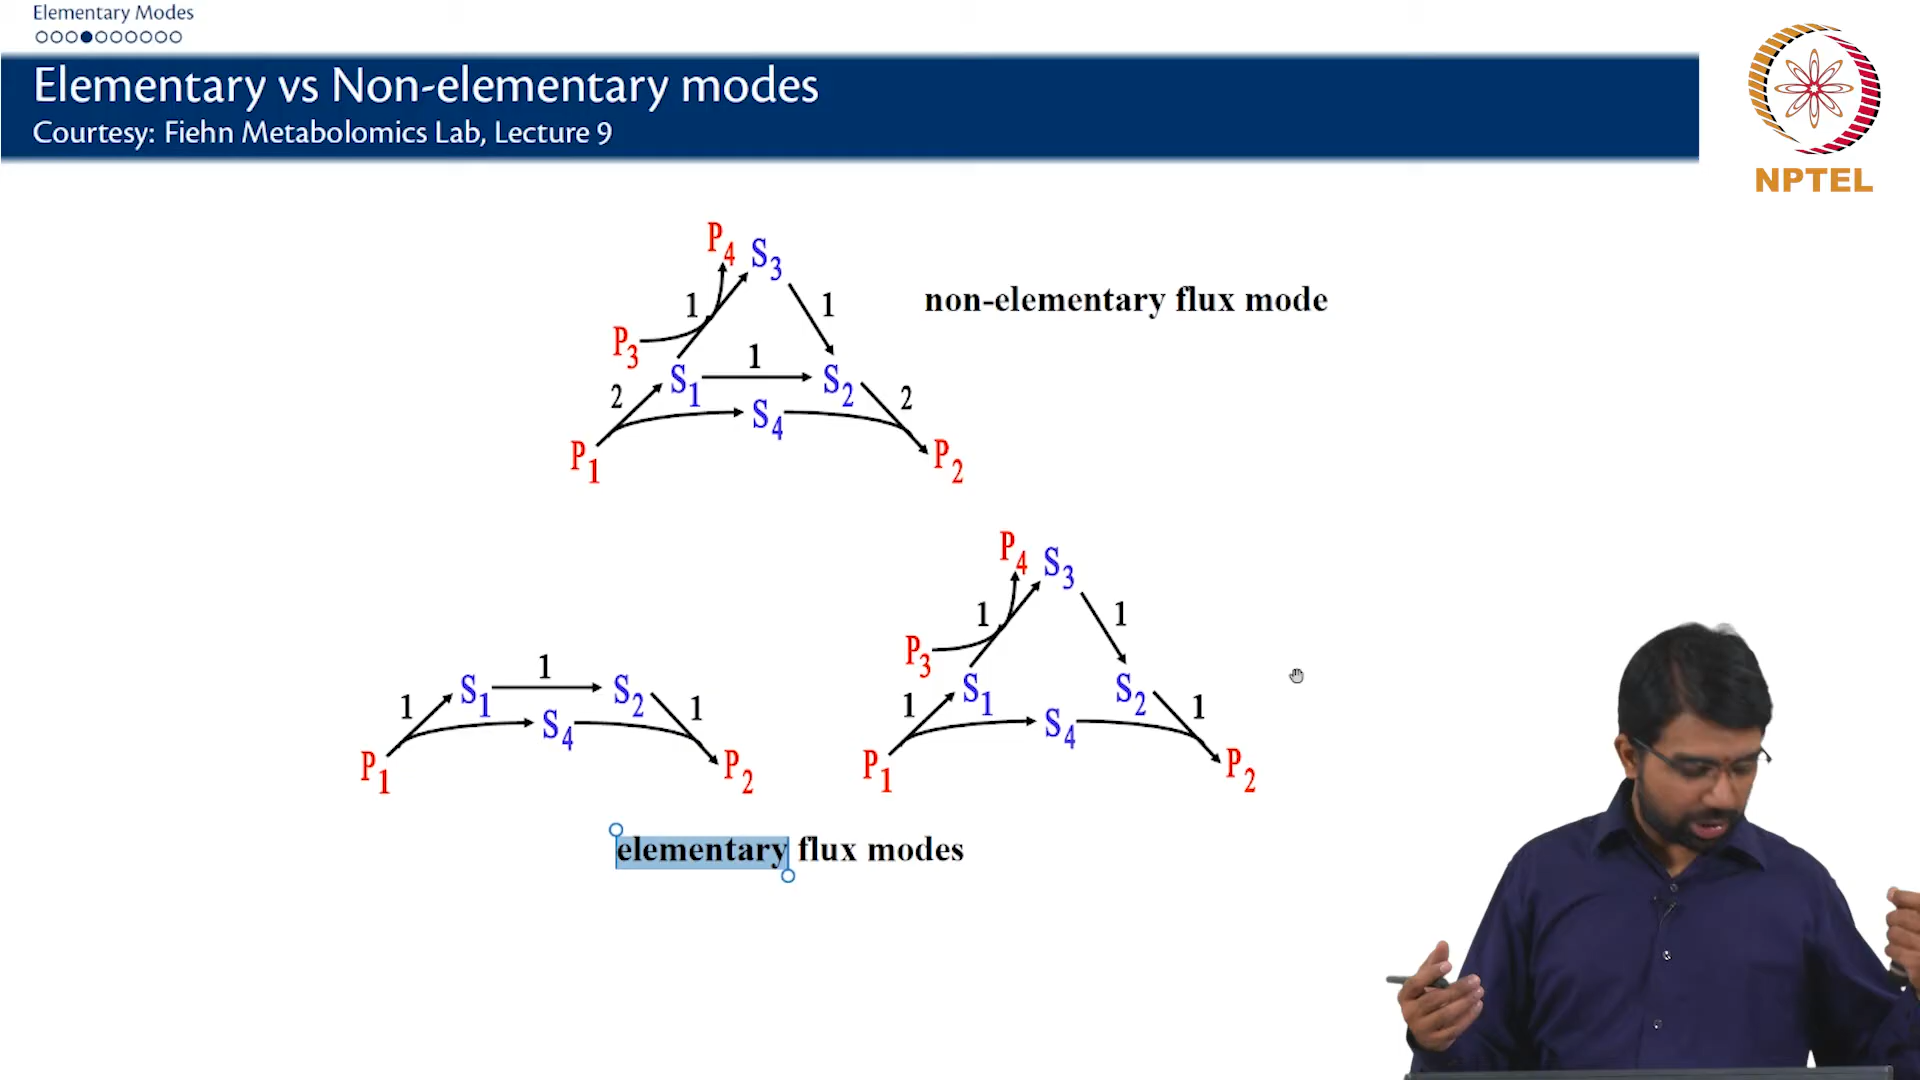 Elementary Modes
Elementary vs Non-elementary modes
Courtesy: Fiehn Metabolomics Lab, Lecture 9
NPTEL
P4 S3
1 1
non-elementary flux mode
P3
1
S1 S2
2 2
S4
P1 P2
P4 S3
1 1
P3
1
S1 S2
1 1
S4
P1 P2
S1 S2
1 1
S4
P1 P2
elementary flux modes